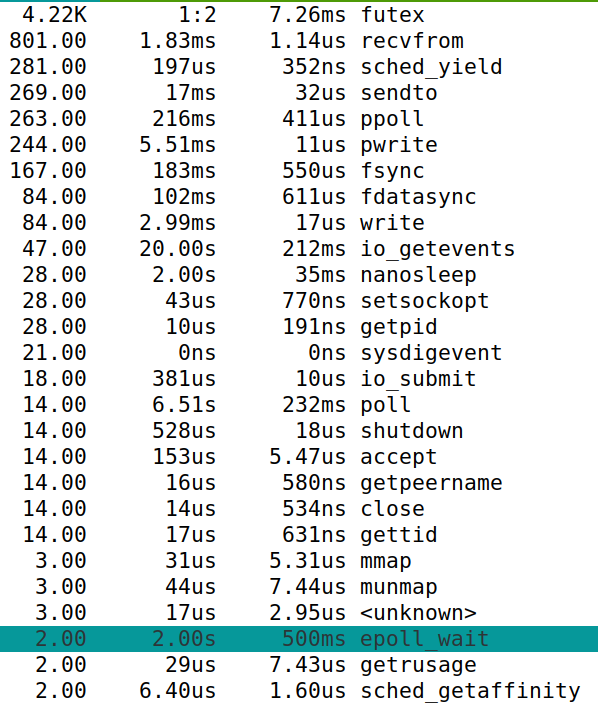 4.22K 1:2 7.26ms futex
801.00 1.83ms 1.14us recvfrom
281.00 197us 352ns sched_yield
269.00 17ms 32us sendto
263.00 216ms 411us ppoll
244.00 5.51ms 11us pwrite
167.00 183ms 550us fsync
84.00 102ms 611us fdatasync
84.00 2.99ms 17us write
47.00 20.00s 212ms io_getevents
28.00 2.00s 35ms nanosleep
28.00 43us 770ns setsockopt
28.00 10us 191ns getpid
21.00 0ns 0ns sysdigevent
18.00 381us 10us io_submit
14.00 6.51s 232ms poll
14.00 528us 18us shutdown
14.00 153us 5.47us accept
14.00 16us 580ns getpeername
14.00 14us 534ns close
14.00 17us 631ns gettid
3.00 31us 5.31us mmap
3.00 44us 7.44us munmap
3.00 17us 2.95us <unknown>
2.00 2.00s 500ms epoll_wait
2.00 29us 7.43us getrusage
2.00 6.40us 1.60us sched_getaffinity